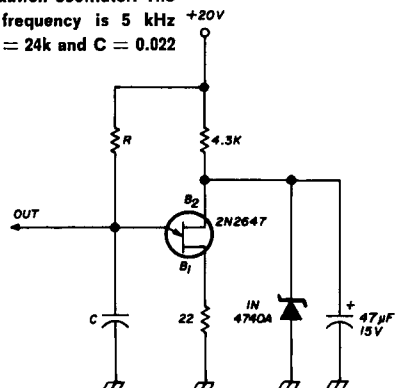 frequency is 5 kHz
= 24k and C = 0.022
+20V
R
4.3K
B2
2N2647
OUT
B1
C
22
IN
4740A
+
47µF
15V